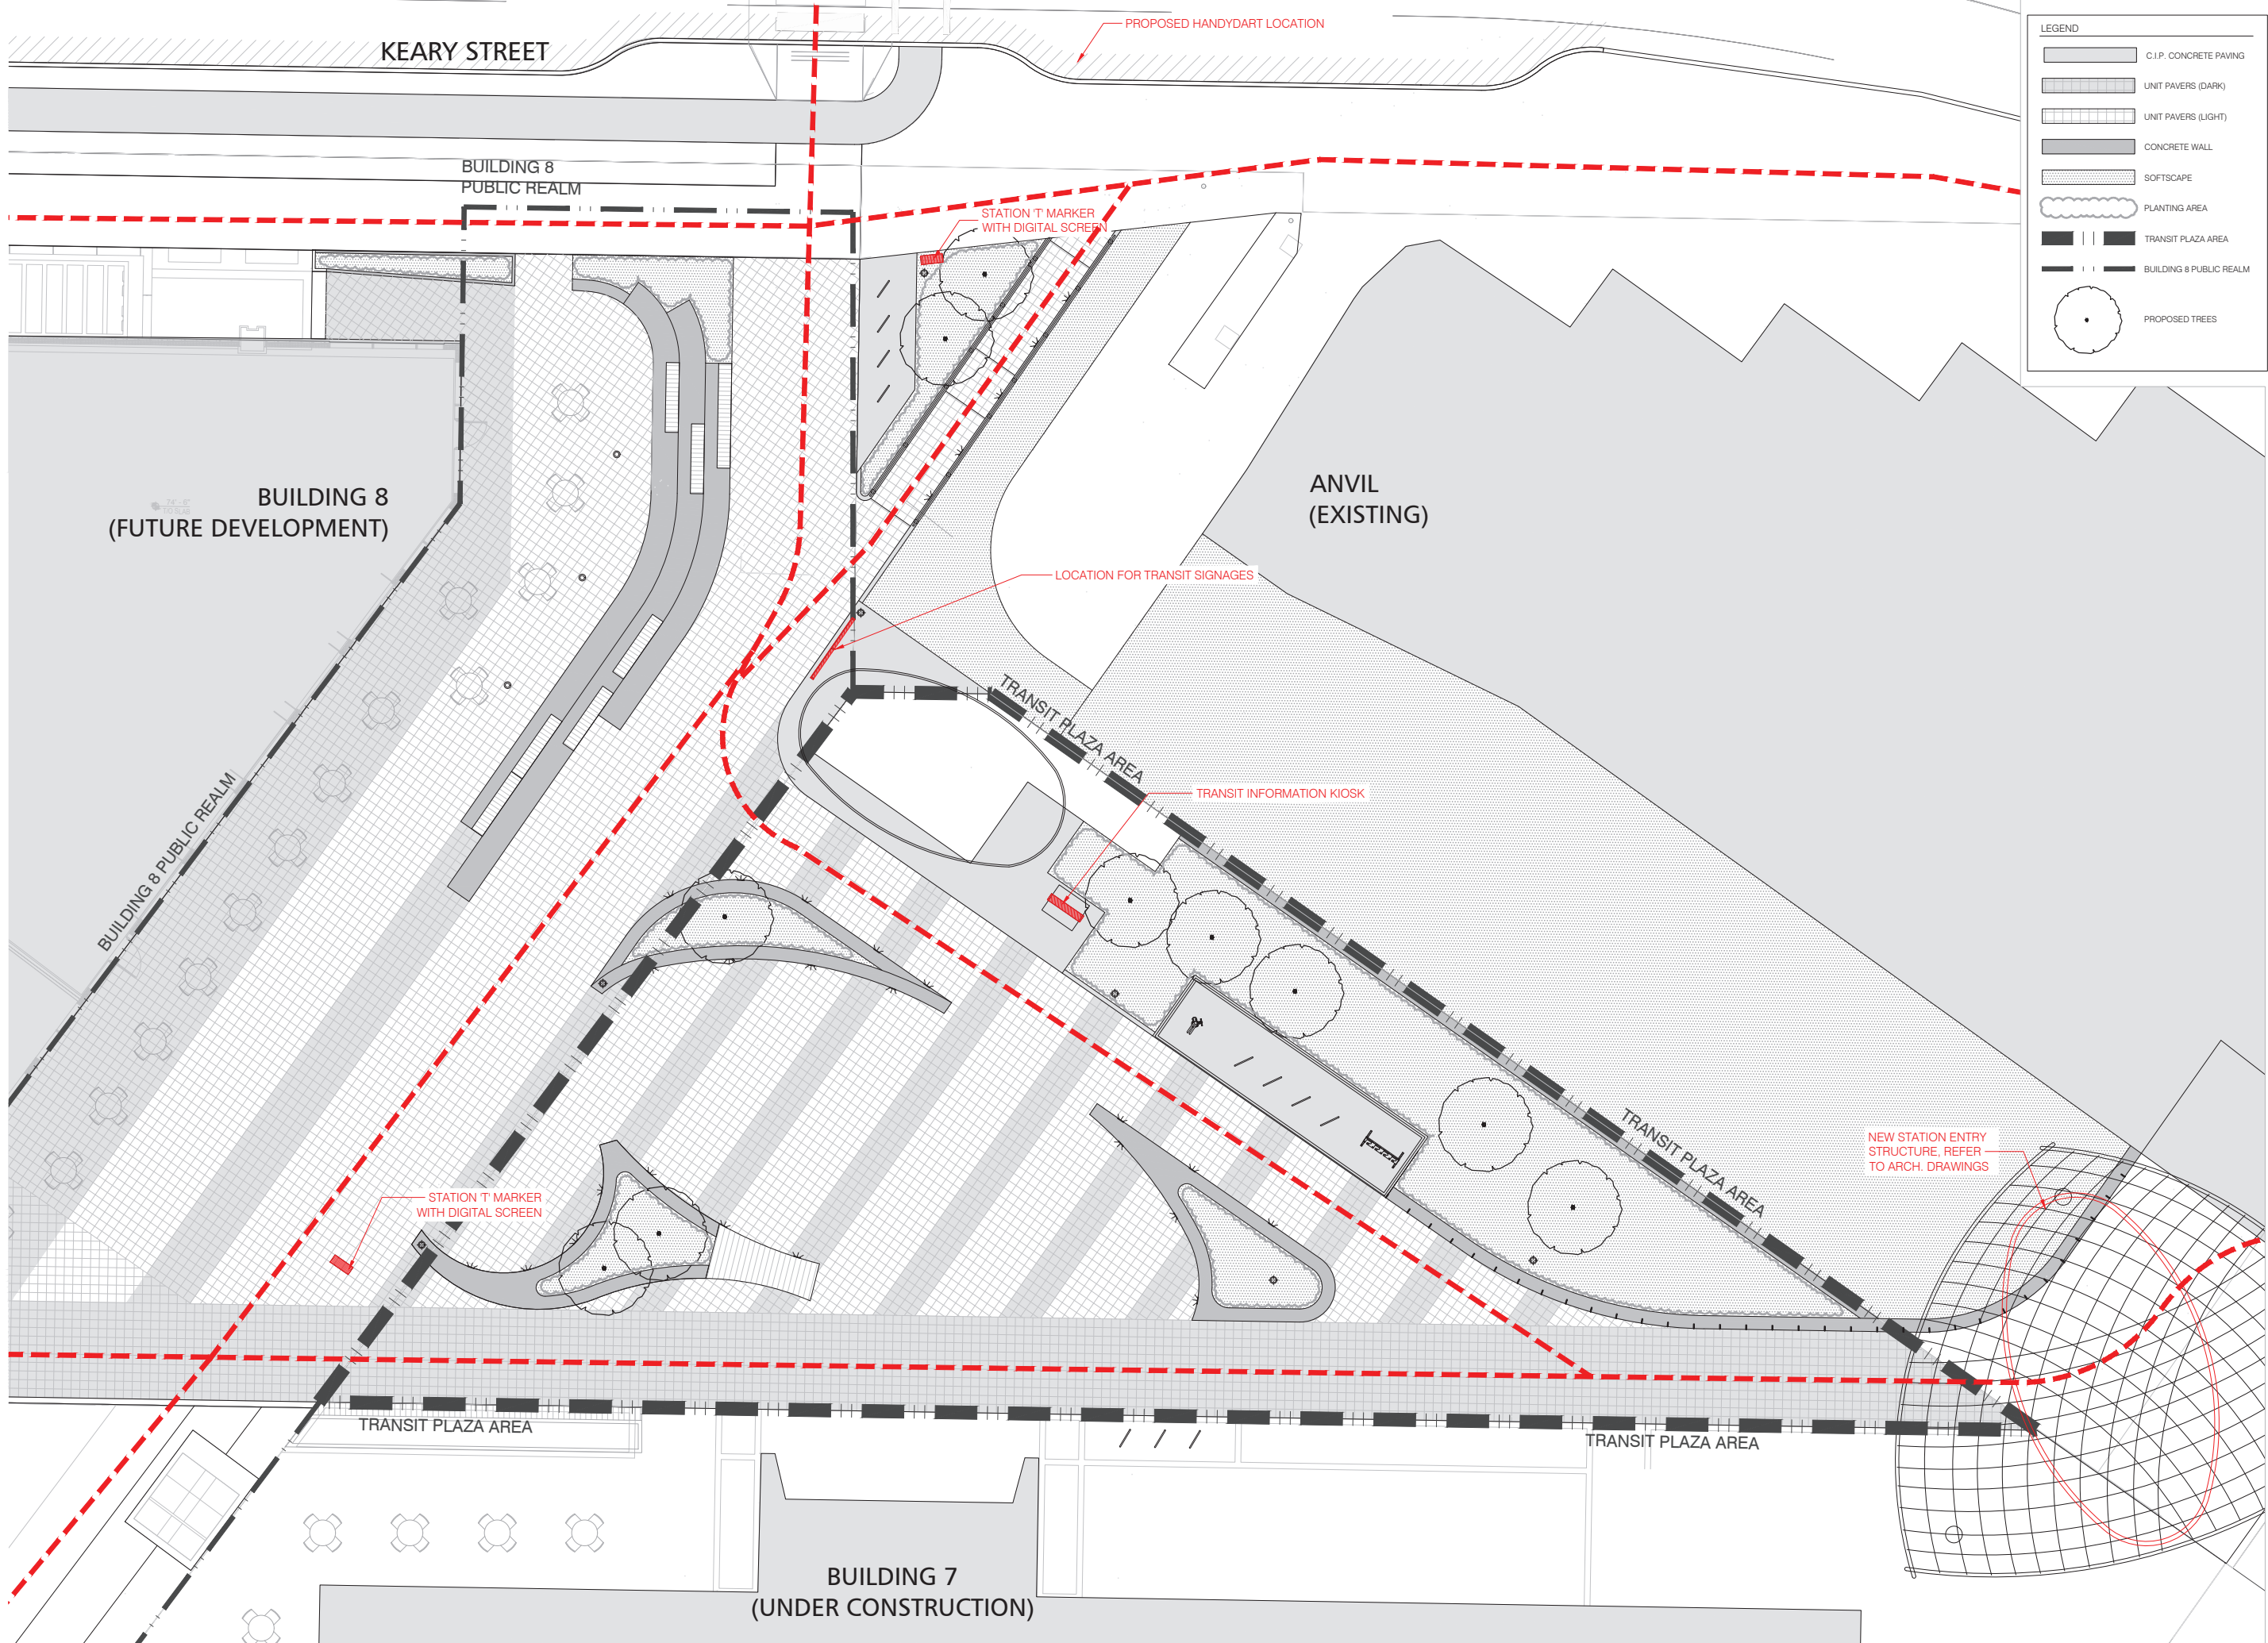 PROPOSED HANDYDART LOCATION
KEARY STREET
LEGEND
C.I.P. CONCRETE PAVING
UNIT PAVERS (DARK)
UNIT PAVERS (LIGHT)
CONCRETE WALL
SOFTSCAPE
PLANTING AREA
TRANSIT PLAZA AREA
BUILDING 8 PUBLIC REALM
PROPOSED TREES
BUILDING 8
PUBLIC REALM
STATION 'T' MARKER
WITH DIGITAL SCREEN
BUILDING 8
(FUTURE DEVELOPMENT)
ANVIL
(EXISTING)
LOCATION FOR TRANSIT SIGNAGES
TRANSIT PLAZA AREA
TRANSIT INFORMATION KIOSK
BUILDING 8 PUBLIC REALM
TRANSIT PLAZA AREA
NEW STATION ENTRY
STRUCTURE, REFER
TO ARCH. DRAWINGS
STATION 'T' MARKER
WITH DIGITAL SCREEN
TRANSIT PLAZA AREA
TRANSIT PLAZA AREA
BUILDING 7
(UNDER CONSTRUCTION)